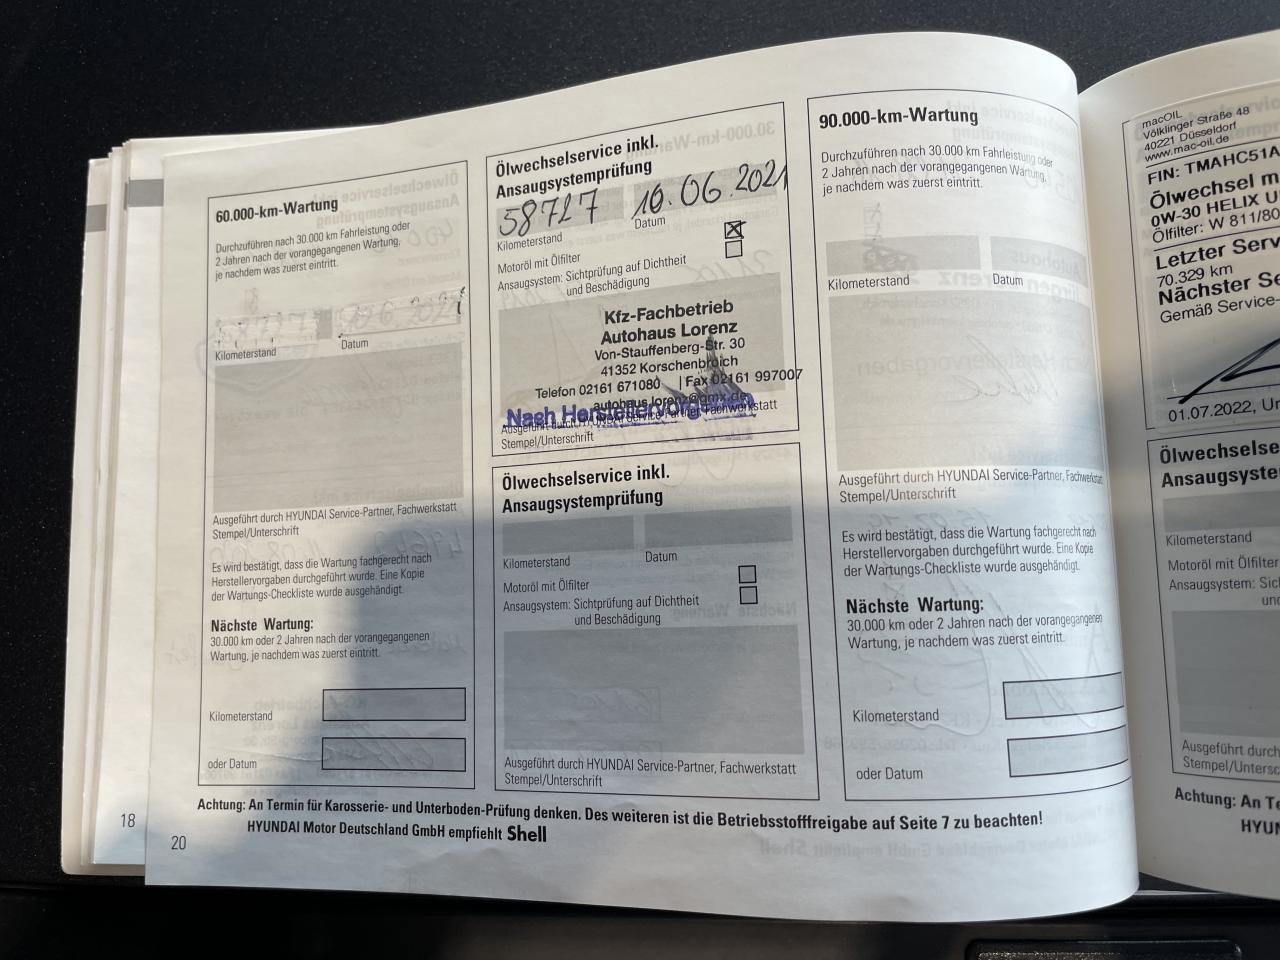 60.000-km-Wartung
Durchzuführen nach 30.000 km Fahrleistung oder
2 Jahren nach der vorangegangenen Wartung,
je nachdem was zuerst eintritt.
Kilometerstand
Datum
Ausgeführt durch HYUNDAI Service-Partner, Fachwerkstatt
Stempel/Unterschrift
Es wird bestätigt, dass die Wartung fachgerecht nach
Herstellervorgaben durchgeführt wurde. Eine Kopie
der Wartungs-Checkliste wurde ausgehändigt.
Nächste Wartung:
30.000 km oder 2 Jahren nach der vorangegangenen
Wartung, je nachdem was zuerst eintritt.
Kilometerstand
oder Datum
Ölwechselservice inkl.
Ansaugsystemprüfung
58727 10.06.2021
Kilometerstand
Datum
Motoröl mit Ölfilter
Ansaugsystem: Sichtprüfung auf Dichtheit
und Beschädigung
Kfz-Fachbetrieb
Autohaus Lorenz
Von-Stauffenberg-Str. 30
41352 Korschenbroich
Telefon 02161 671080 | Fax 02161 997007
autohaus.lorenz@gmx.de
Nach Herstellervorgaben
Ausgeführt durch HYUNDAI Service-Partner Fachwerkstatt
Stempel/Unterschrift
Ölwechselservice inkl.
Ansaugsystemprüfung
Kilometerstand
Datum
Motoröl mit Ölfilter
Ansaugsystem: Sichtprüfung auf Dichtheit
und Beschädigung
Ausgeführt durch HYUNDAI Service-Partner, Fachwerkstatt
Stempel/Unterschrift
90.000-km-Wartung
Durchzuführen nach 30.000 km Fahrleistung oder
2 Jahren nach der vorangegangenen Wartung,
je nachdem was zuerst eintritt.
Kilometerstand
Datum
Ausgeführt durch HYUNDAI Service-Partner, Fachwerkstatt
Stempel/Unterschrift
Es wird bestätigt, dass die Wartung fachgerecht nach
Herstellervorgaben durchgeführt wurde. Eine Kopie
der Wartungs-Checkliste wurde ausgehändigt.
Nächste Wartung:
30.000 km oder 2 Jahren nach der vorangegangenen
Wartung, je nachdem was zuerst eintritt.
Kilometerstand
oder Datum
Achtung: An Termin für Karosserie- und Unterboden-Prüfung denken. Des weiteren ist die Betriebsstofffreigabe auf Seite 7 zu beachten!
HYUNDAI Motor Deutschland GmbH empfiehlt Shell
18
20
macOIL
Völklinger Straße 48
40221 Düsseldorf
www.mac-oil.de
FIN: TMAHC51A
Ölwechsel m
0W-30 HELIX U
Ölfilter: W 811/80
Letzter Serv
70.329 km
Nächster Se
Gemäß Service-
01.07.2022, Un
Ölwechselse
Ansaugsyste
Kilometerstand
Motoröl mit Ölfilter
Ansaugsystem: Sich
und
Ausgeführt durch
Stempel/Untersc
Achtung: An Te
HYUN